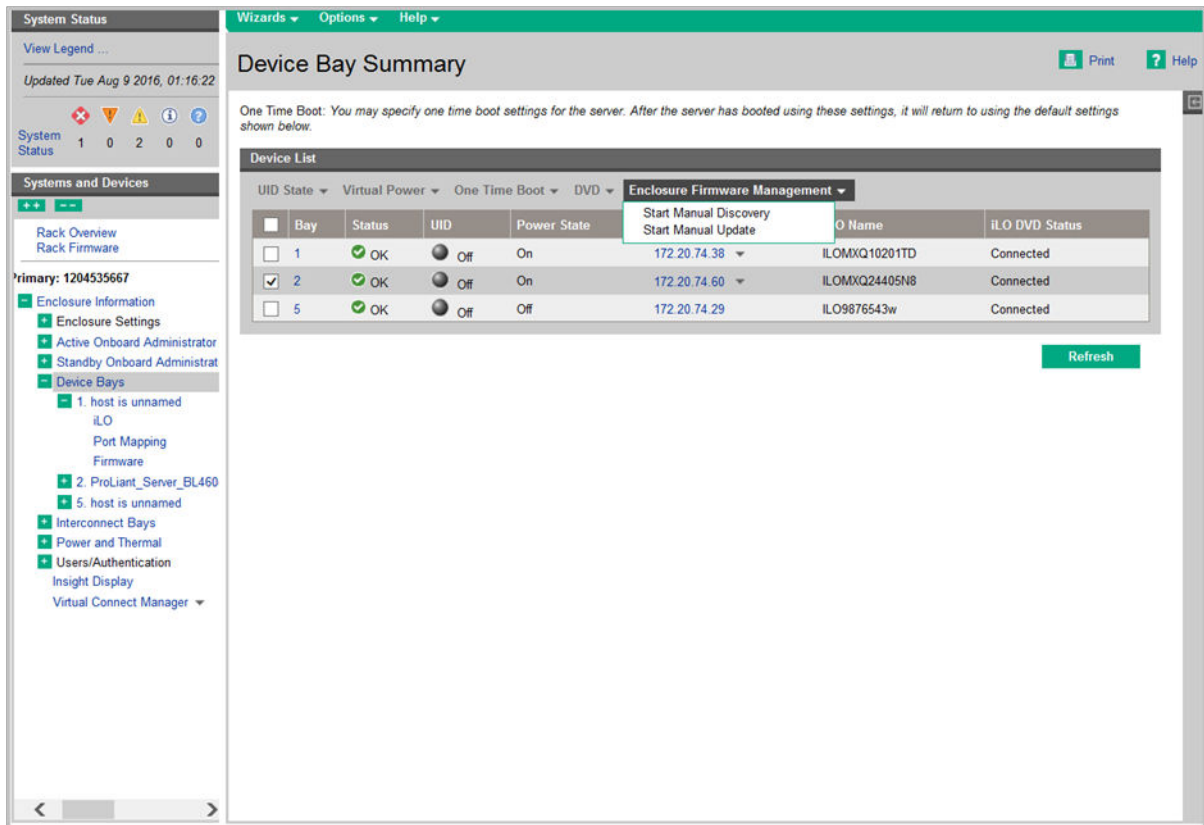 System Status
View Legend ...
Updated Tue Aug 9 2016, 01:16:22
System Status 1 0 2 0 0
Systems and Devices
++ --
Rack Overview
Rack Firmware
Primary: 1204535667
Enclosure Information
Enclosure Settings
Active Onboard Administrator
Standby Onboard Administrat
Device Bays
1. host is unnamed
iLO
Port Mapping
Firmware
2. ProLiant_Server_BL460
5. host is unnamed
Interconnect Bays
Power and Thermal
Users/Authentication
Insight Display
Virtual Connect Manager
Wizards Options Help
Device Bay Summary
Print ? Help
One Time Boot: You may specify one time boot settings for the server. After the server has booted using these settings, it will return to using the default settings
shown below.
Device List
UID State Virtual Power One Time Boot DVD Enclosure Firmware Management
Start Manual Discovery
Start Manual Update
Bay Status UID Power State O Name iLO DVD Status
1 OK Off On 172.20.74.38 ILOMXQ10201TD Connected
2 OK Off On 172.20.74.60 ILOMXQ24405N8 Connected
5 OK Off Off 172.20.74.29 ILO9876543w Connected
Refresh